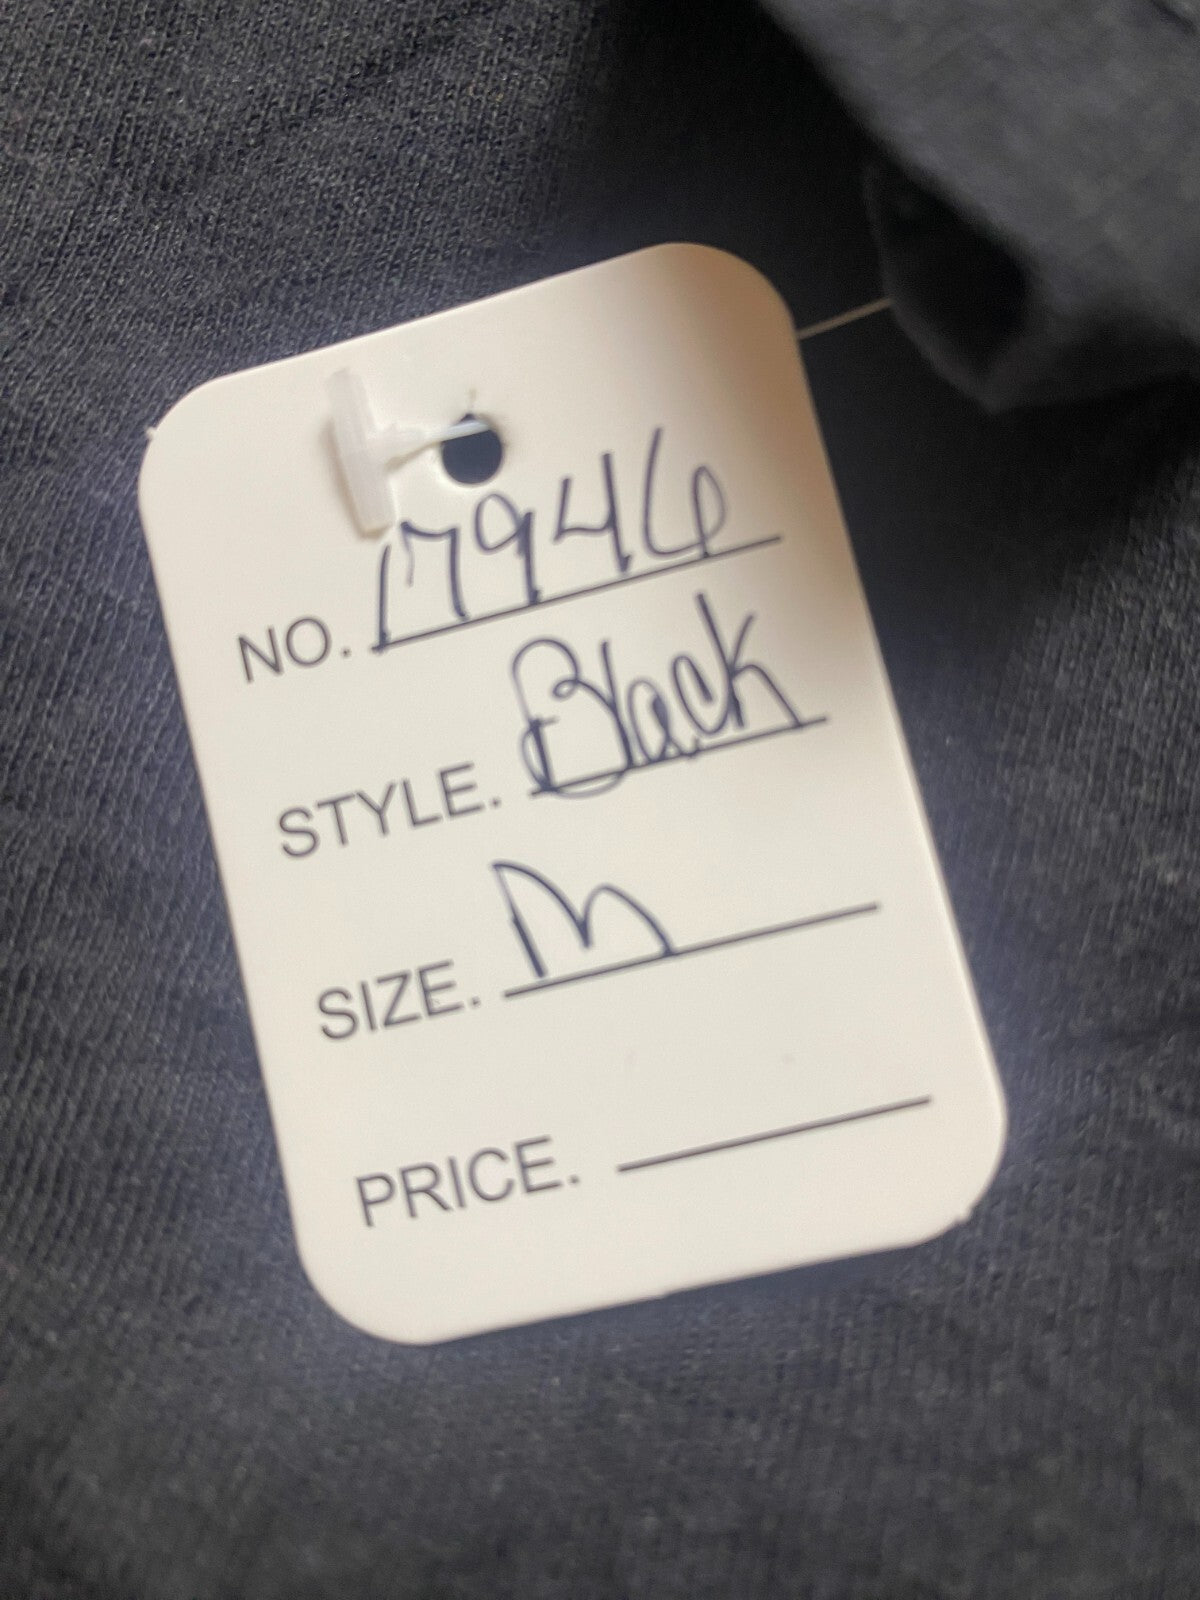 NO. 17946
STYLE. Black
SIZE. M
PRICE.